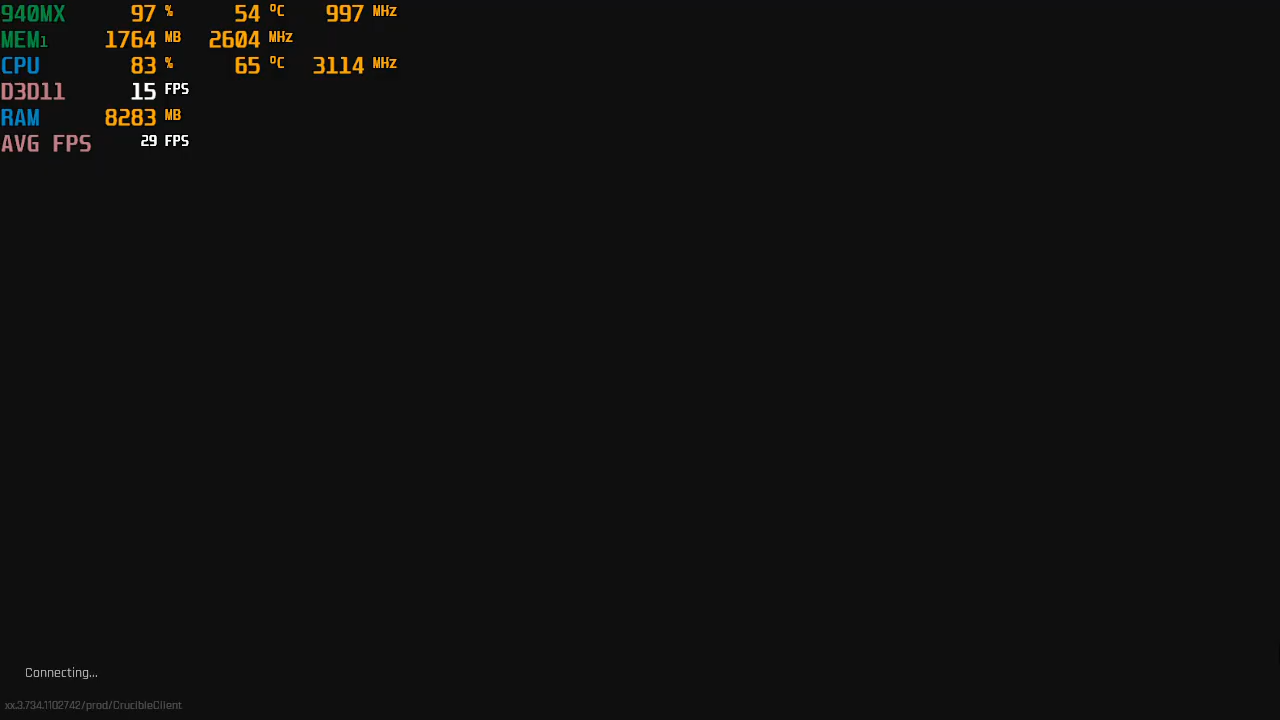 940MX 97 % 54 °C 997 MHz
MEM1 1764 MB 2604 MHz
CPU 83 % 65 °C 3114 MHz
D3D11 15 FPS
RAM 8283 MB
AVG FPS 29 FPS
Connecting...
xx.3.734.1102742/prod/CrucibleClient